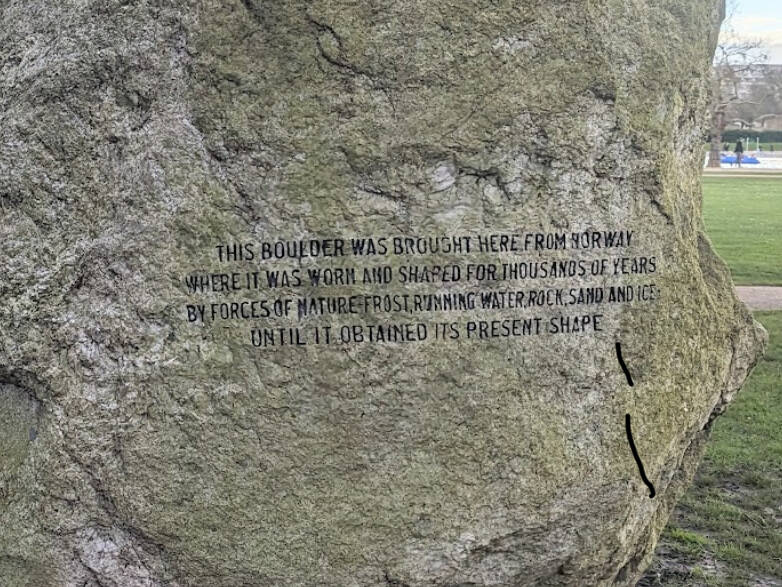 THIS BOULDER WAS BROUGHT HERE FROM NORWAY
WHERE IT WAS WORN AND SHAPED FOR THOUSANDS OF YEARS
BY FORCES OF NATURE-FROST, RUNNING WATER, ROCK, SAND AND ICE,
UNTIL IT OBTAINED ITS PRESENT SHAPE